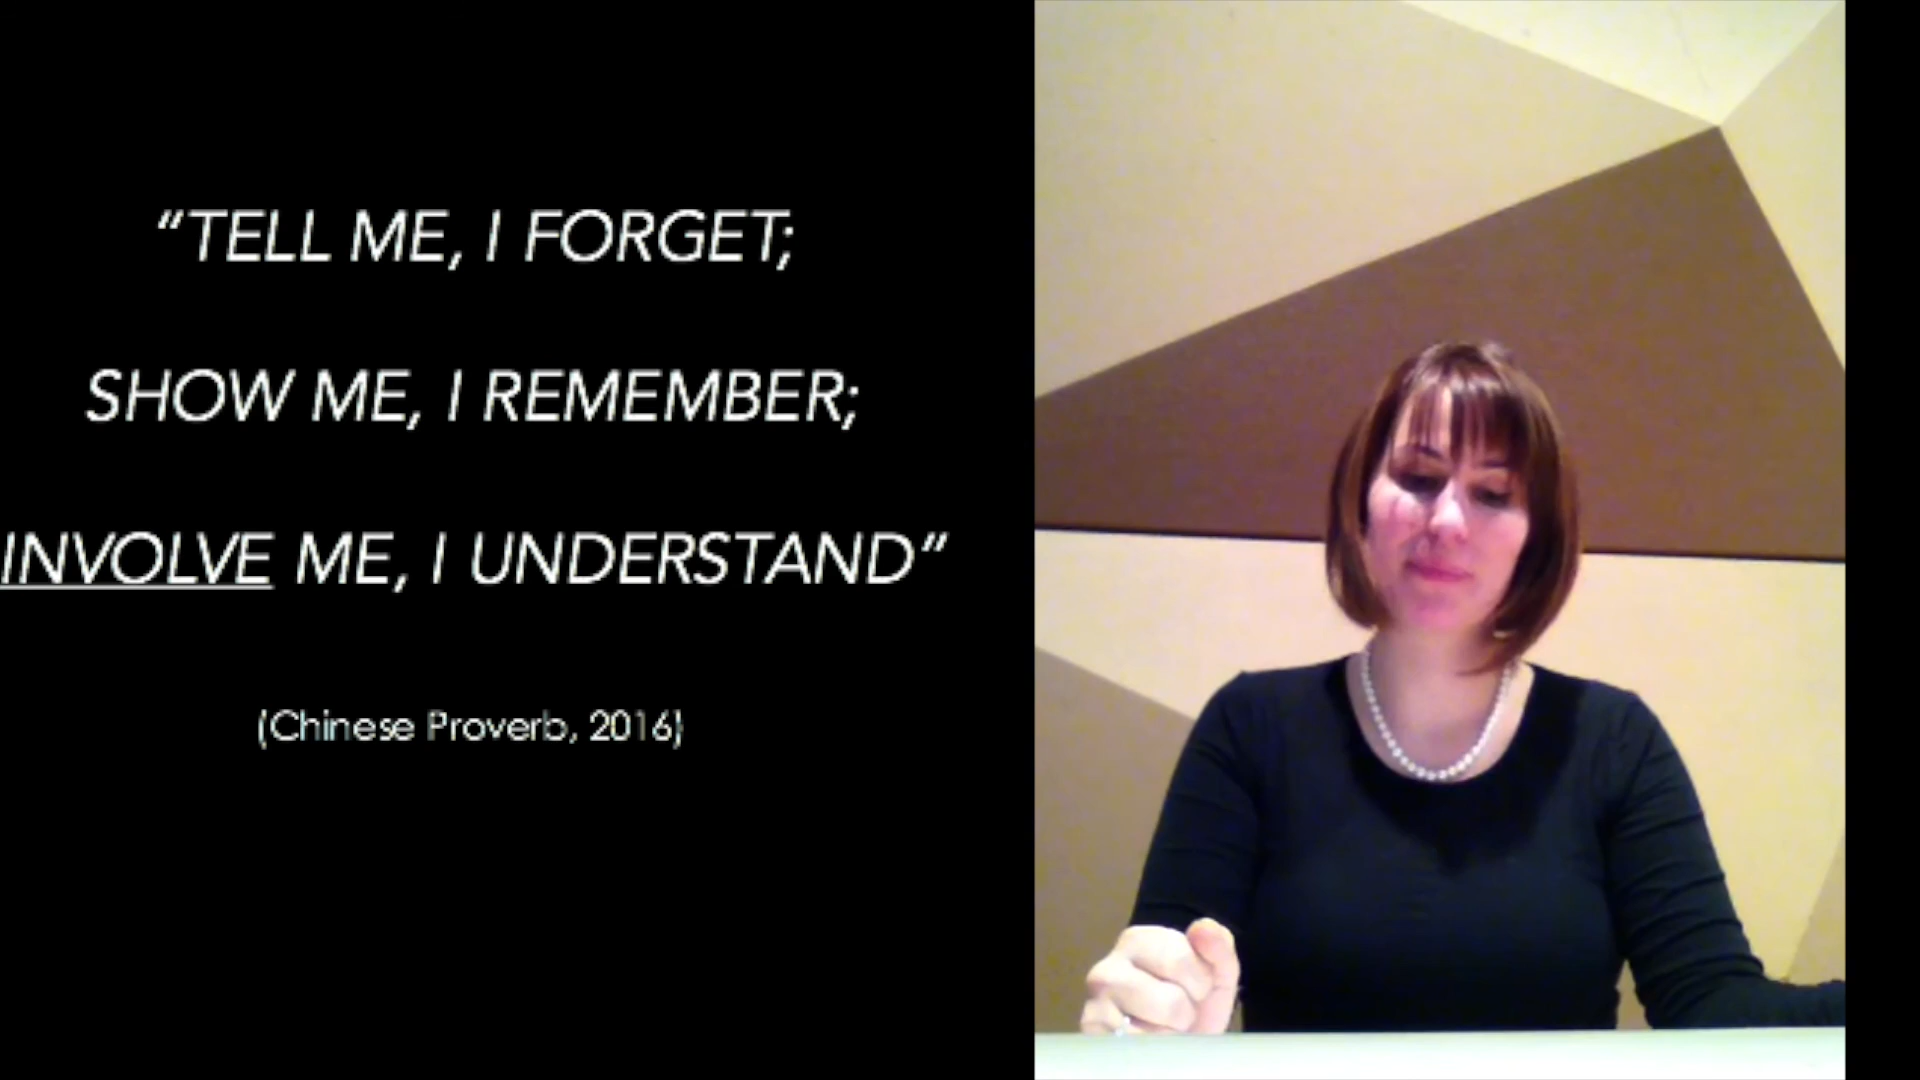 “TELL ME, I FORGET;
SHOW ME, I REMEMBER;
INVOLVE ME, I UNDERSTAND”
(Chinese Proverb, 2016)